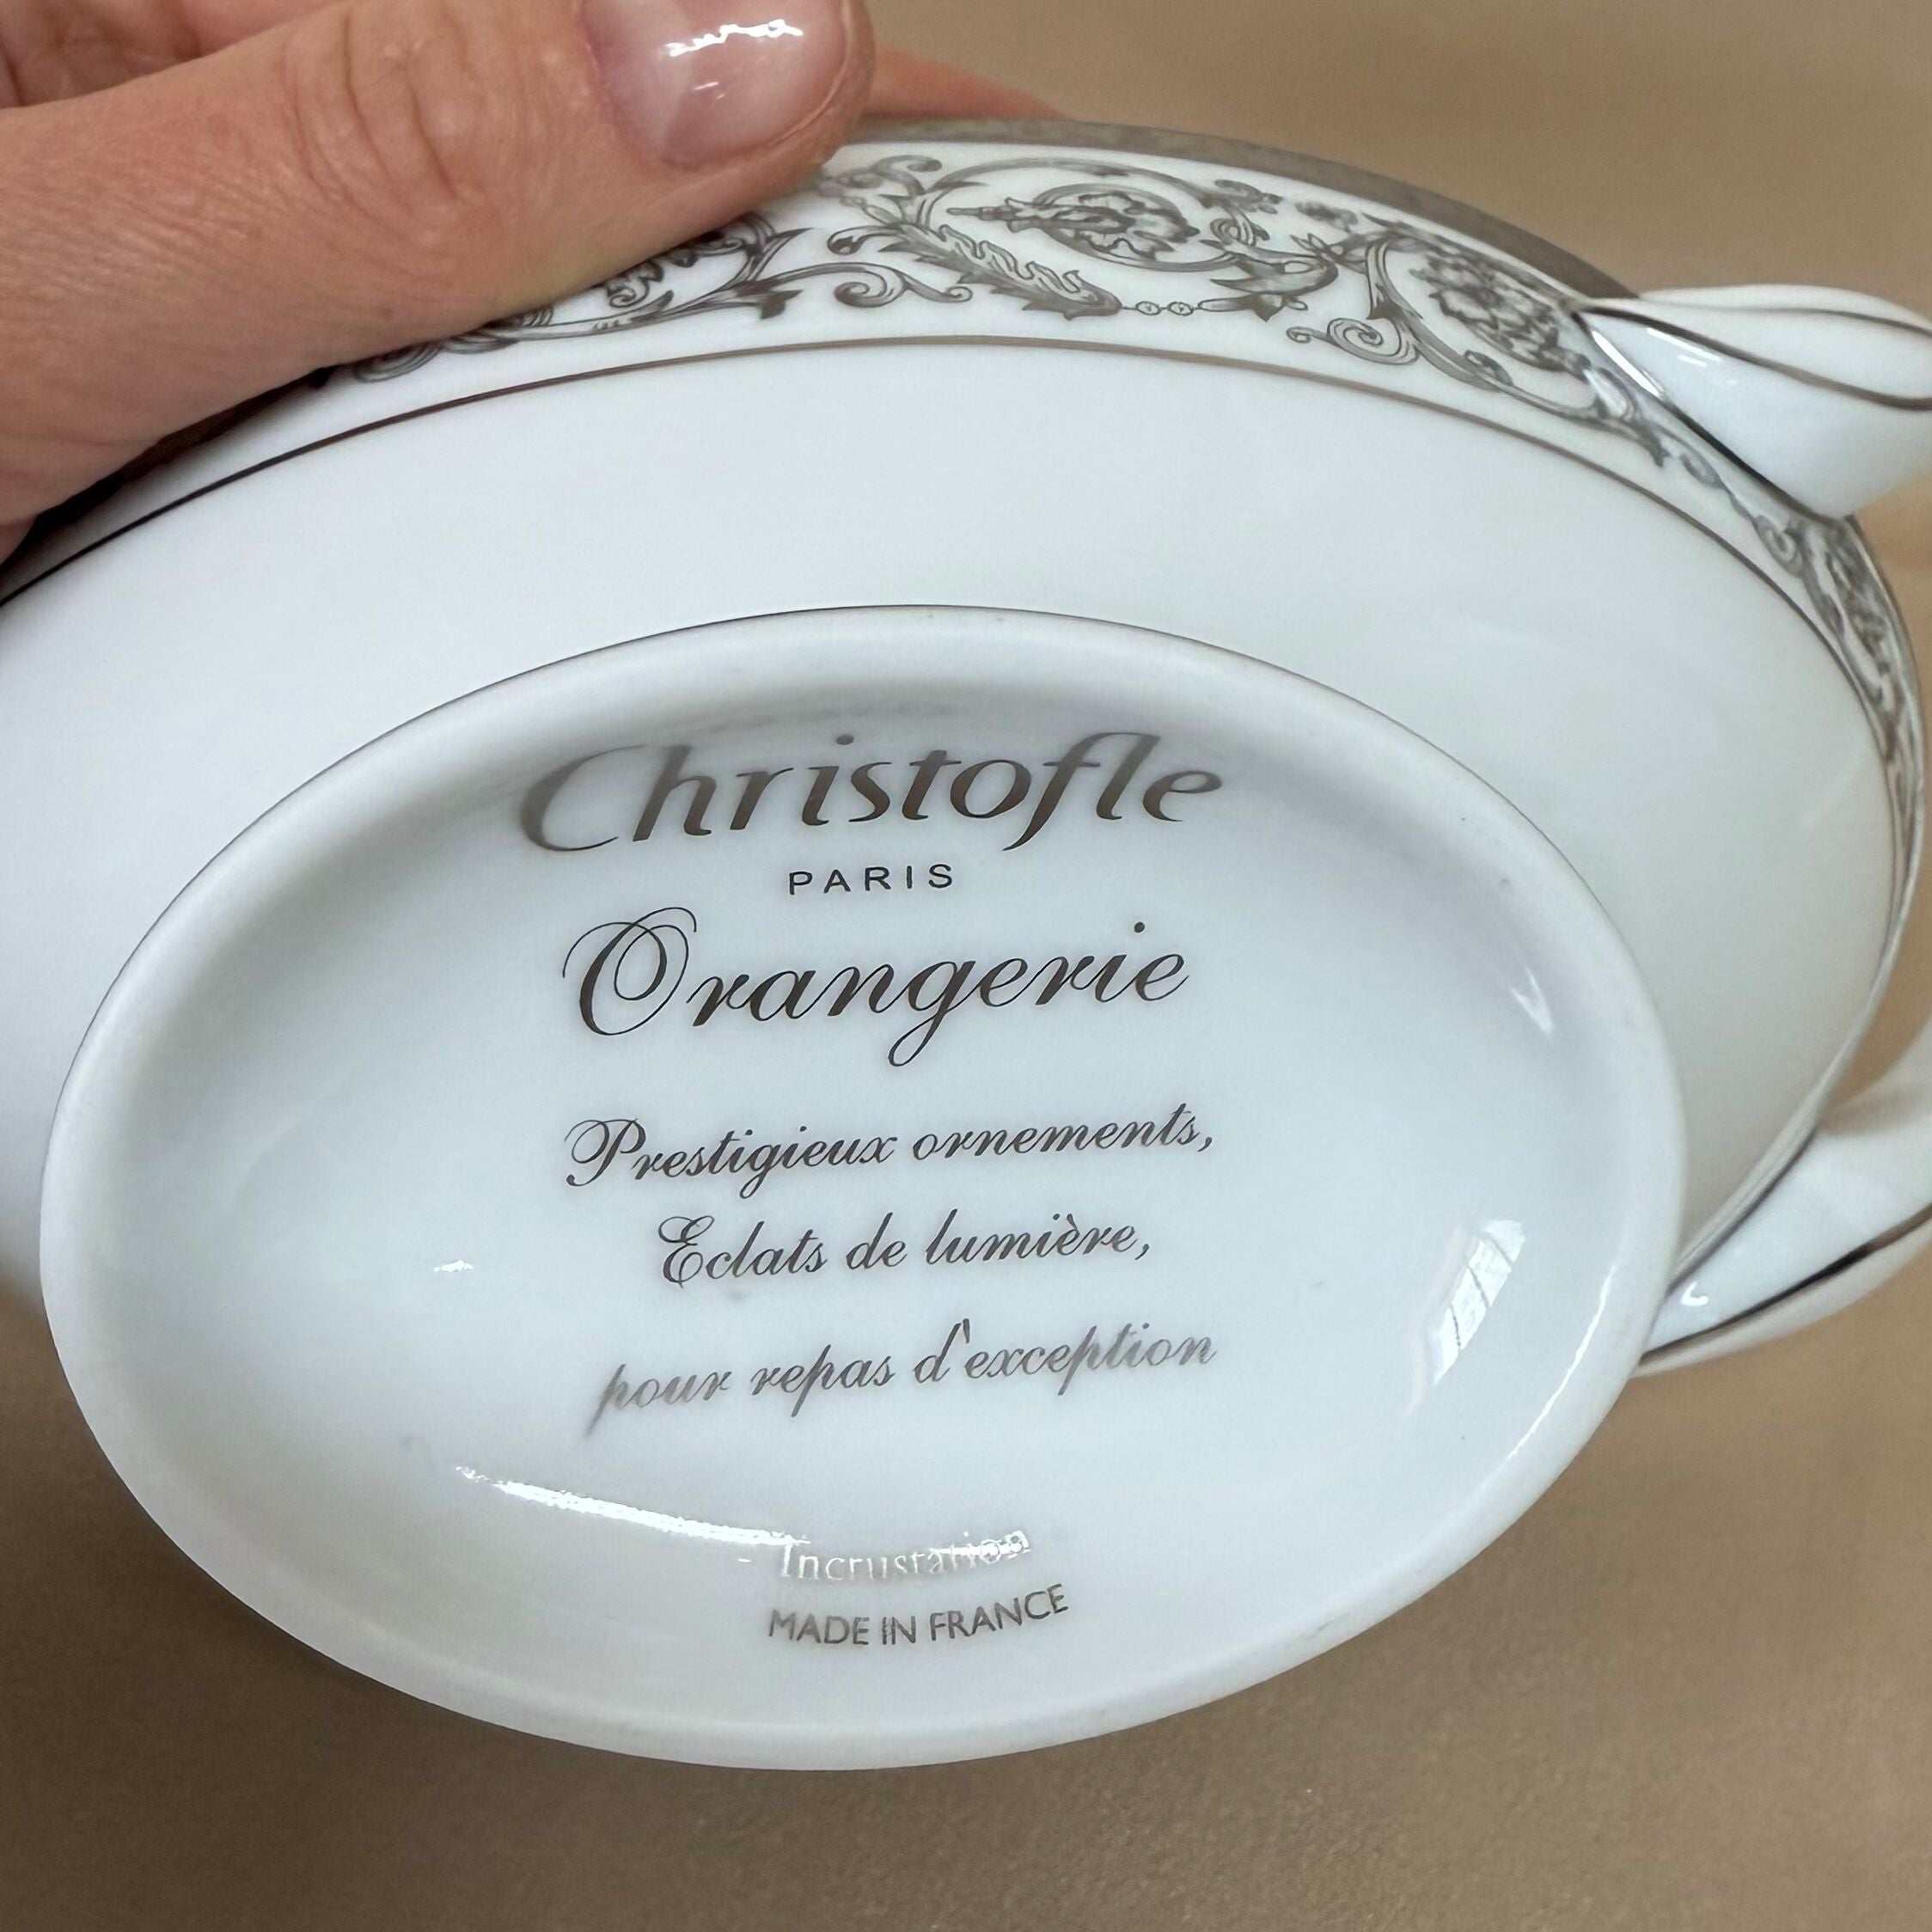 Christofle
PARIS
Orangerie
Prestigieux ornements,
Eclats de lumière,
pour repas d'exception
- Incrustation
MADE IN FRANCE